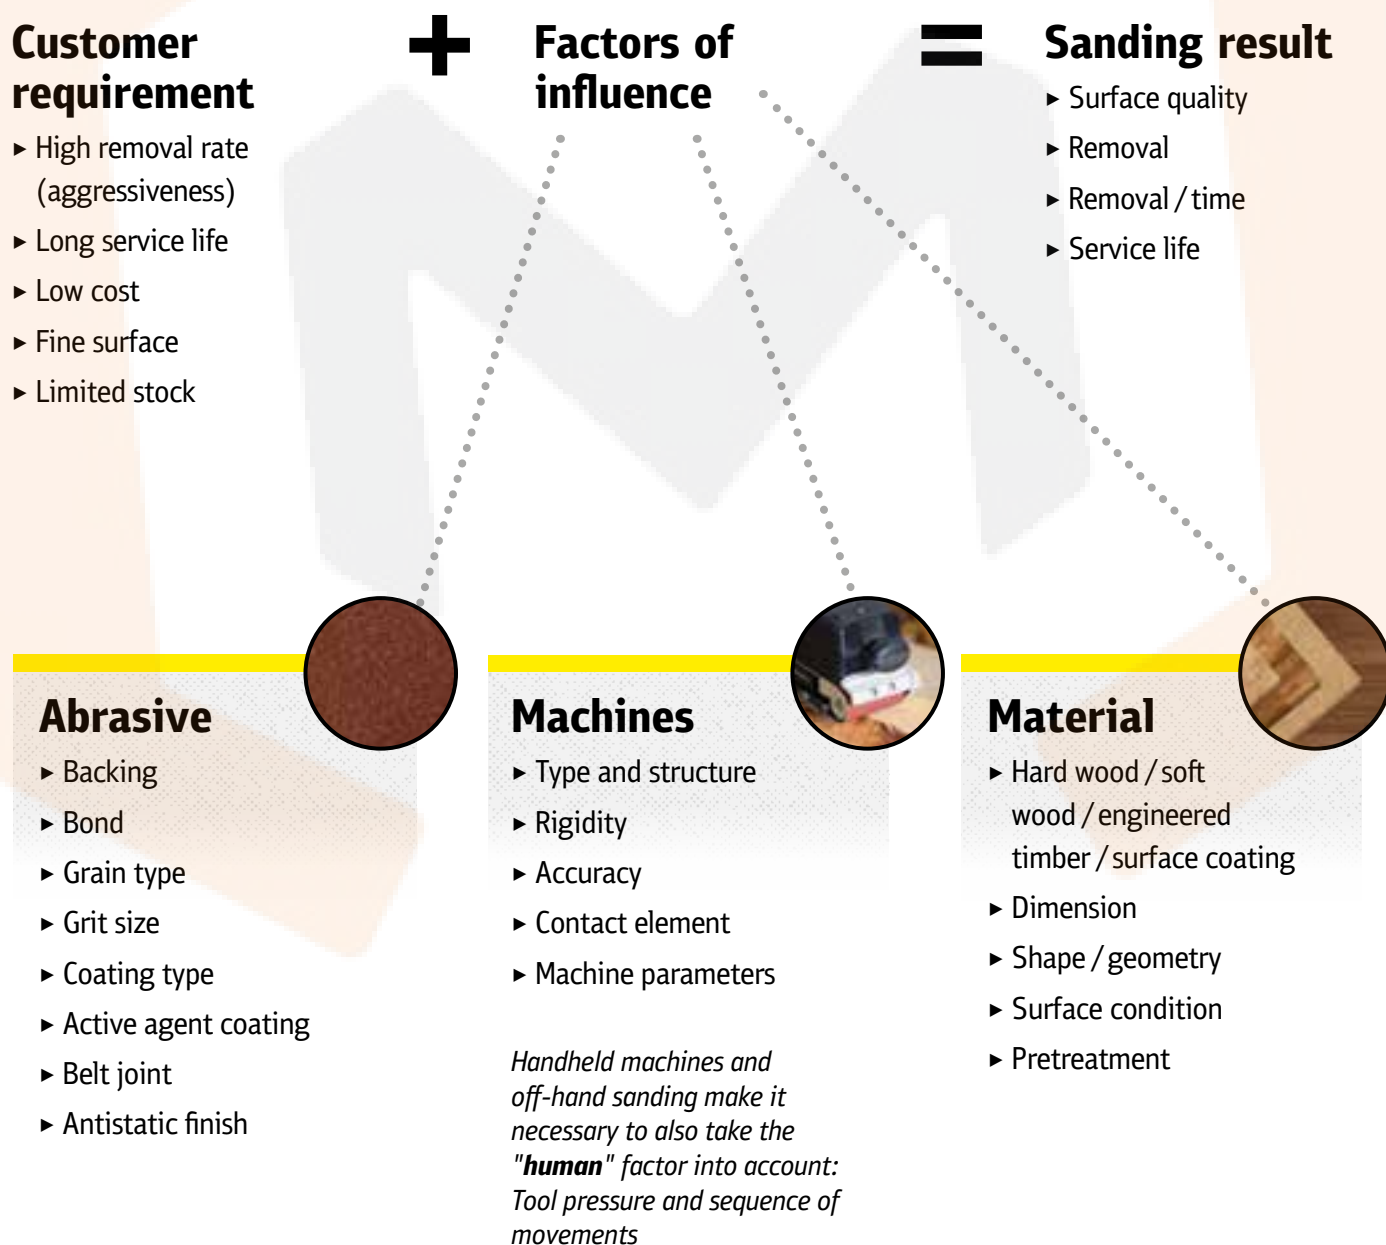 Customer
requirement
▸ High removal rate
(aggressiveness)
▸ Long service life
▸ Low cost
▸ Fine surface
▸ Limited stock
+
Factors of
influence
=
Sanding result
▸ Surface quality
▸ Removal
▸ Removal / time
▸ Service life
Abrasive
▸ Backing
▸ Bond
▸ Grain type
▸ Grit size
▸ Coating type
▸ Active agent coating
▸ Belt joint
▸ Antistatic finish
Machines
▸ Type and structure
▸ Rigidity
▸ Accuracy
▸ Contact element
▸ Machine parameters
Handheld machines and
off-hand sanding make it
necessary to also take the
"human" factor into account:
Tool pressure and sequence of
movements
Material
▸ Hard wood / soft
wood / engineered
timber / surface coating
▸ Dimension
▸ Shape / geometry
▸ Surface condition
▸ Pretreatment